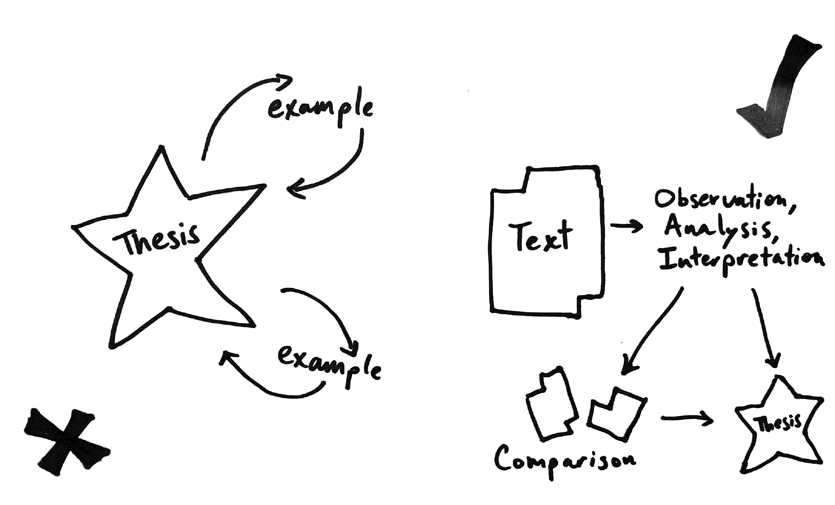 example
Thesis
example
Text
Observation,
Analysis,
Interpretation
Comparison
Thesis